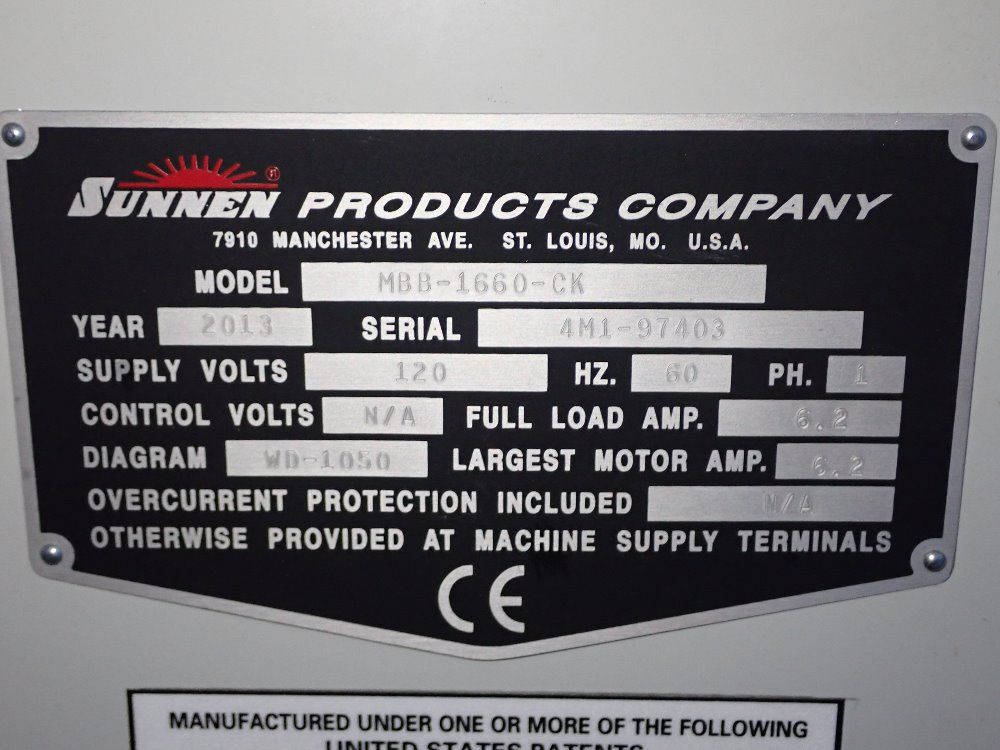 SUNNEN® PRODUCTS COMPANY
7910 MANCHESTER AVE. ST. LOUIS, MO. U.S.A.
MODEL MBB-1660-CK
YEAR 2013 SERIAL 4M1-97403
SUPPLY VOLTS 120 HZ. 60 PH. 1
CONTROL VOLTS N/A FULL LOAD AMP. 6.2
DIAGRAM WD-1050 LARGEST MOTOR AMP. 6.2
OVERCURRENT PROTECTION INCLUDED N/A
OTHERWISE PROVIDED AT MACHINE SUPPLY TERMINALS
CE
MANUFACTURED UNDER ONE OR MORE OF THE FOLLOWING
UNITED STATES PATENTS